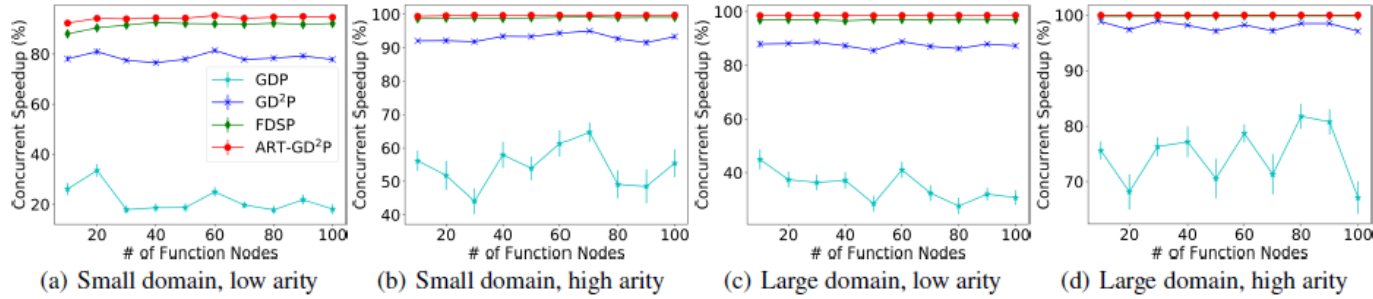 Concurrent Speedup (%)
80
60
40
20
GDP
GD²P
FDSP
ART-GD²P
20 40 60 80 100
# of Function Nodes
(a) Small domain, low arity
Concurrent Speedup (%)
100
90
80
70
60
50
40
20 40 60 80 100
# of Function Nodes
(b) Small domain, high arity
Concurrent Speedup (%)
100
80
60
40
20 40 60 80 100
# of Function Nodes
(c) Large domain, low arity
Concurrent Speedup (%)
100
90
80
70
20 40 60 80 100
# of Function Nodes
(d) Large domain, high arity